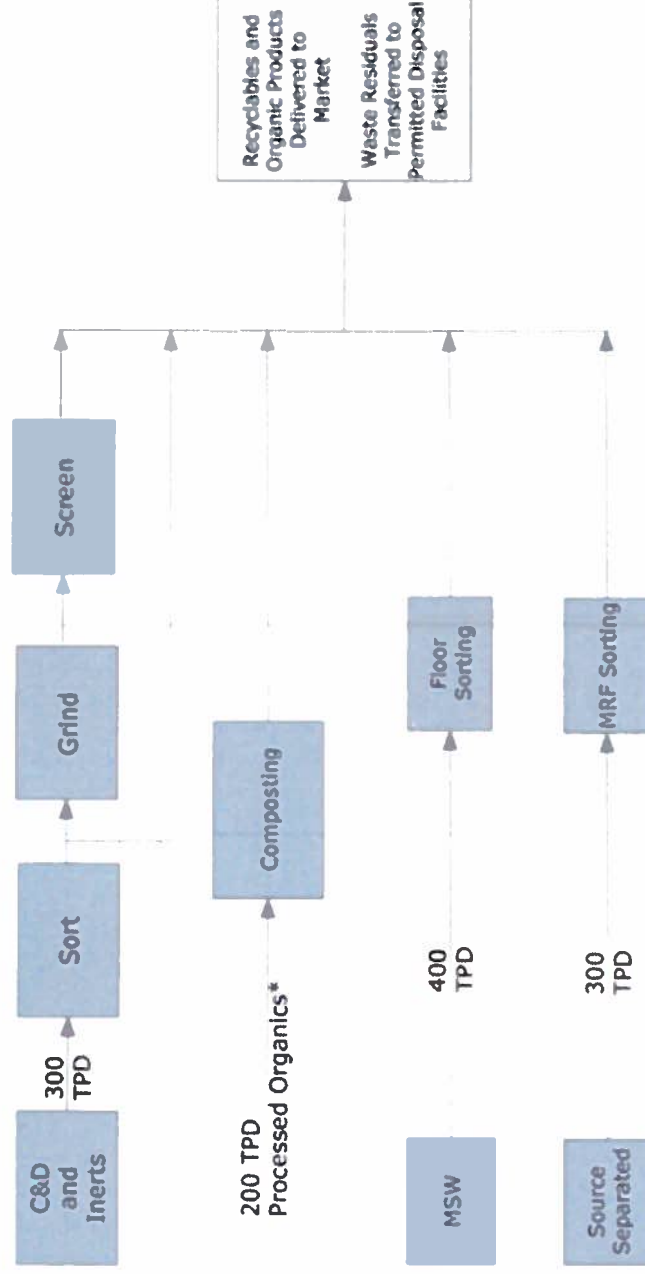 C&D
and
Inerts
300
TPD
Sort
Grind
Screen
200 TPD
Processed Organics*
Composting
MSW
400
TPD
Floor
Sorting
Source
Separated
300
TPD
MRF Sorting
Recyclables and
Organic Products
Delivered to
Market
Waste Residuals
Transferred to
Permitted Disposal
Facilities